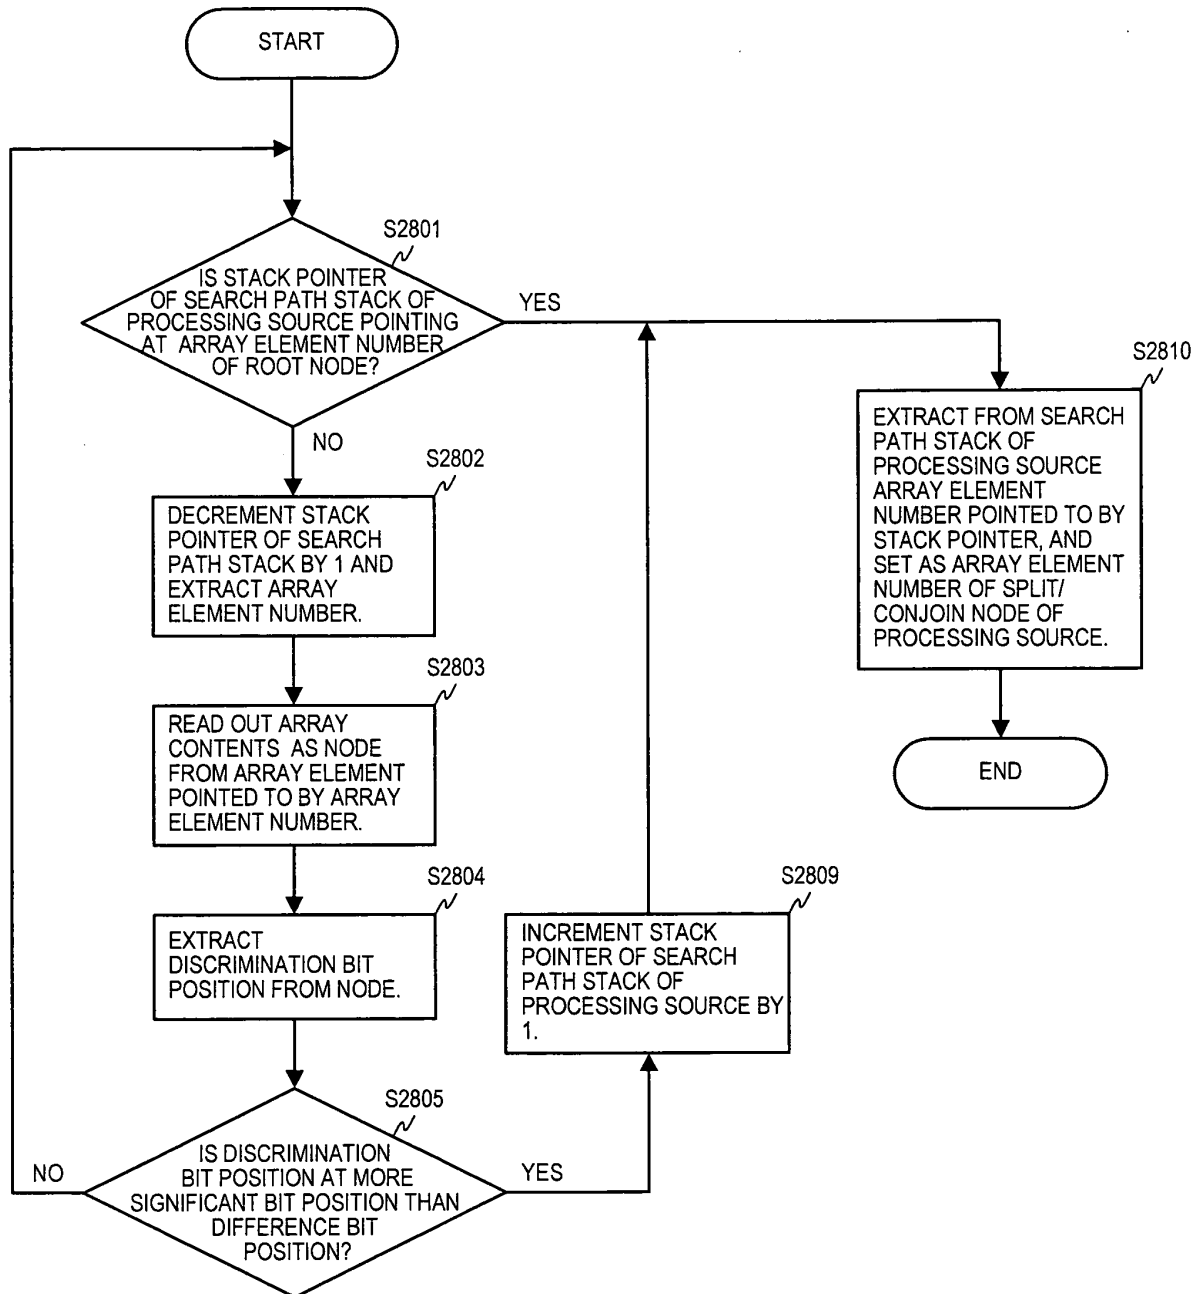 START
S2801
IS STACK POINTER
OF SEARCH PATH STACK OF
PROCESSING SOURCE POINTING
AT ARRAY ELEMENT NUMBER
OF ROOT NODE?
YES
NO
S2802
DECREMENT STACK
POINTER OF SEARCH
PATH STACK BY 1 AND
EXTRACT ARRAY
ELEMENT NUMBER.
S2803
READ OUT ARRAY
CONTENTS AS NODE
FROM ARRAY ELEMENT
POINTED TO BY ARRAY
ELEMENT NUMBER.
S2804
EXTRACT
DISCRIMINATION BIT
POSITION FROM NODE.
S2805
IS DISCRIMINATION
BIT POSITION AT MORE
SIGNIFICANT BIT POSITION THAN
DIFFERENCE BIT
POSITION?
NO
YES
S2809
INCREMENT STACK
POINTER OF SEARCH
PATH STACK OF
PROCESSING SOURCE BY
1.
S2810
EXTRACT FROM SEARCH
PATH STACK OF
PROCESSING SOURCE
ARRAY ELEMENT
NUMBER POINTED TO BY
STACK POINTER, AND
SET AS ARRAY ELEMENT
NUMBER OF SPLIT/
CONJOIN NODE OF
PROCESSING SOURCE.
END